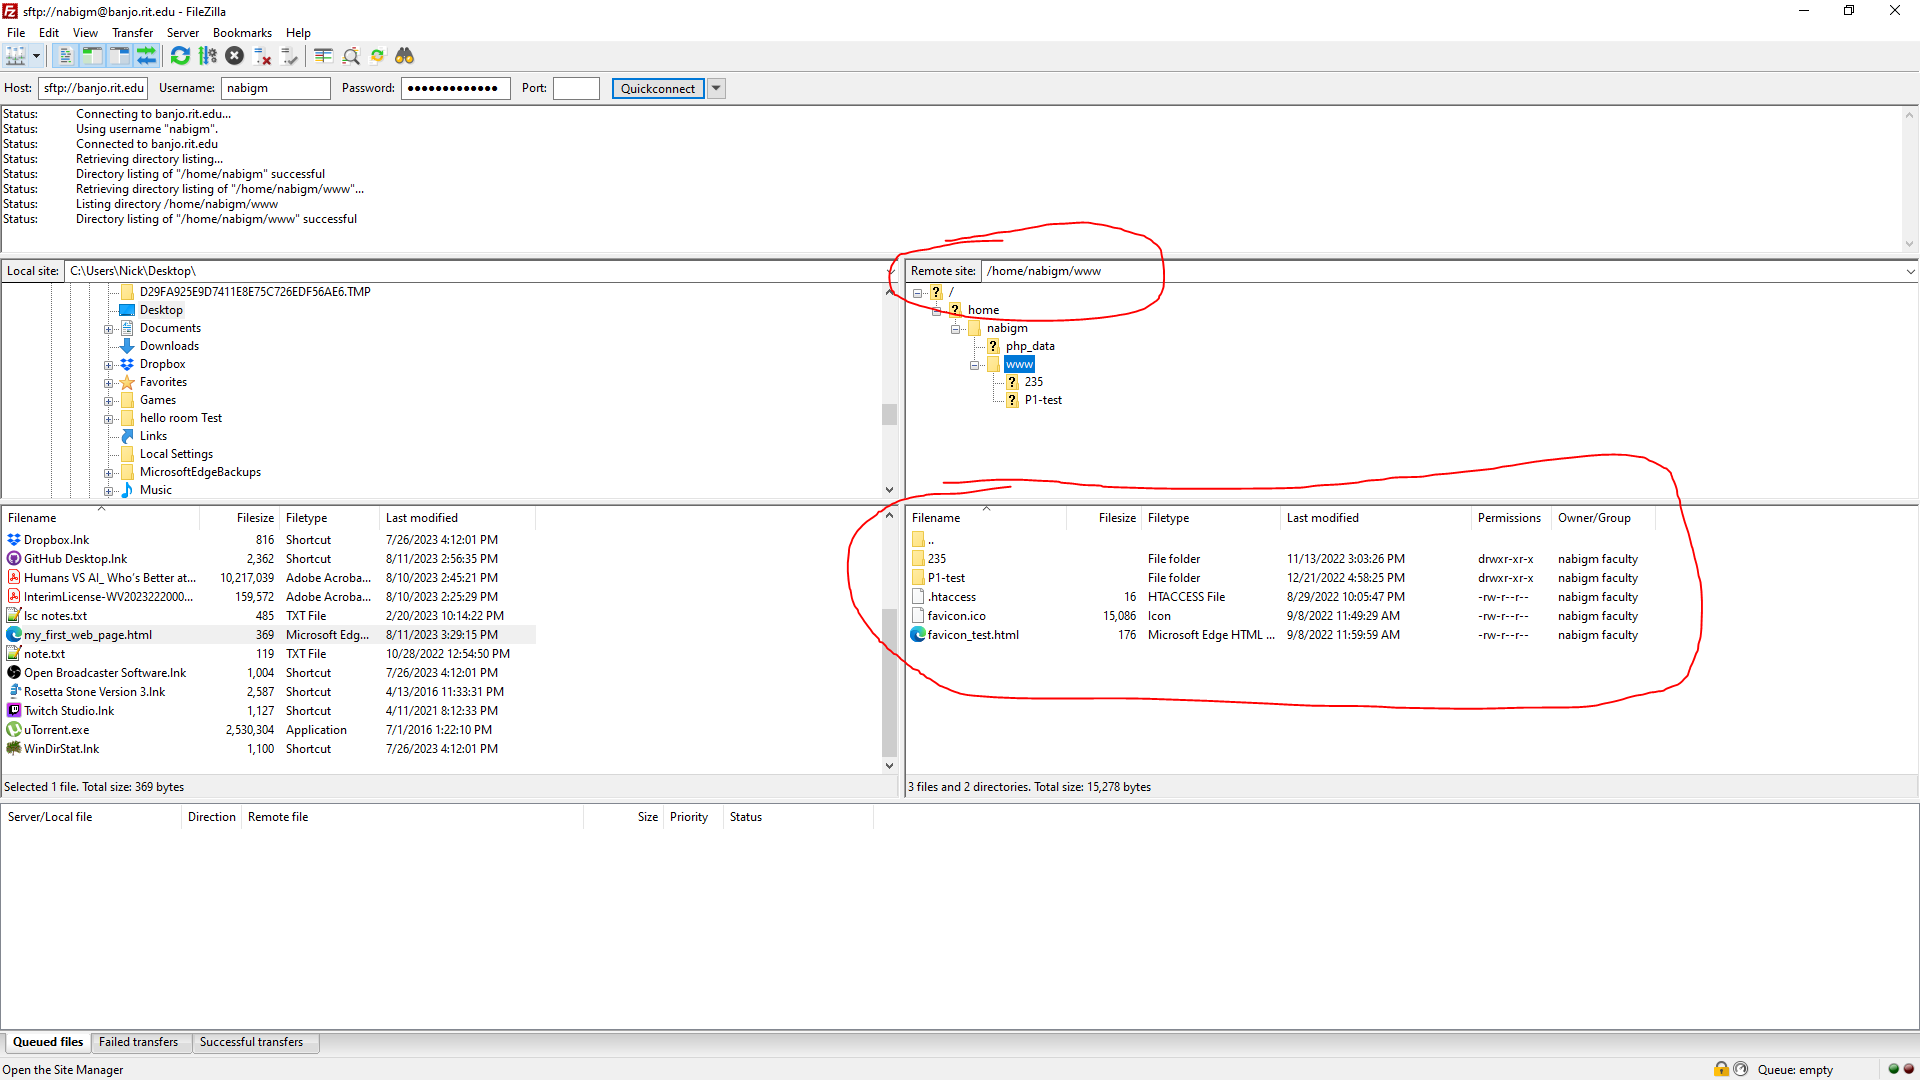 sftp://nabigm@banjo.rit.edu - FileZilla
File Edit View Transfer Server Bookmarks Help
Host: sftp://banjo.rit.edu Username: nabigm Password: ●●●●●●●●●●●●● Port: Quickconnect
Status: Connecting to banjo.rit.edu...
Status: Using username "nabigm".
Status: Connected to banjo.rit.edu
Status: Retrieving directory listing...
Status: Directory listing of "/home/nabigm" successful
Status: Retrieving directory listing of "/home/nabigm/www"...
Status: Listing directory /home/nabigm/www
Status: Directory listing of "/home/nabigm/www" successful
Local site: C:\Users\Nick\Desktop\
D29FA925E9D7411E8E75C726EDF56AE6.TMP
Desktop
Documents
Downloads
Dropbox
Favorites
Games
hello room Test
Links
Local Settings
MicrosoftEdgeBackups
Music
Remote site: /home/nabigm/www
/
home
nabigm
php_data
www
235
P1-test
Filename Filesize Filetype Last modified
Dropbox.lnk 816 Shortcut 7/26/2023 4:12:01 PM
GitHub Desktop.lnk 2,362 Shortcut 8/11/2023 2:56:35 PM
Humans VS AI_ Who's Better at... 10,217,039 Adobe Acroba... 8/10/2023 2:45:21 PM
InterimLicense-WV2023222000... 159,572 Adobe Acroba... 8/10/2023 2:25:29 PM
lsc notes.txt 485 TXT File 2/20/2023 10:14:22 PM
my_first_web_page.html 369 Microsoft Edg... 8/11/2023 3:29:15 PM
note.txt 119 TXT File 10/28/2022 12:54:50 PM
Open Broadcaster Software.lnk 1,004 Shortcut 7/26/2023 4:12:01 PM
Rosetta Stone Version 3.lnk 2,587 Shortcut 4/13/2016 11:33:31 PM
Twitch Studio.lnk 1,127 Shortcut 4/11/2021 8:12:33 PM
uTorrent.exe 2,530,304 Application 7/1/2016 1:22:10 PM
WinDirStat.lnk 1,100 Shortcut 7/26/2023 4:12:01 PM
Selected 1 file. Total size: 369 bytes
Filename Filesize Filetype Last modified Permissions Owner/Group
..
235 File folder 11/13/2022 3:03:26 PM drwxr-xr-x nabigm faculty
P1-test File folder 12/21/2022 4:58:25 PM drwxr-xr-x nabigm faculty
.htaccess 16 HTACCESS File 8/29/2022 10:05:47 PM -rw-r--r-- nabigm faculty
favicon.ico 15,086 Icon 9/8/2022 11:49:29 AM -rw-r--r-- nabigm faculty
favicon_test.html 176 Microsoft Edge HTML ... 9/8/2022 11:59:59 AM -rw-r--r-- nabigm faculty
3 files and 2 directories. Total size: 15,278 bytes
Server/Local file Direction Remote file Size Priority Status
Queued files Failed transfers Successful transfers
Open the Site Manager Queue: empty